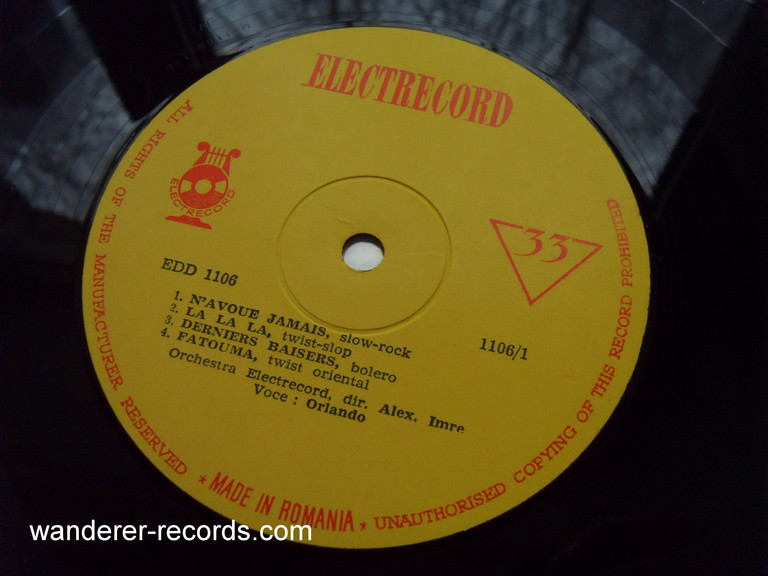 ELECTRECORD
ELECTRECORD
33
EDD 1106
1106/1
1. N'AVOUE JAMAIS, slow-rock
2. LA LA LA, twist-slop
3. DERNIERS BAISERS, bolero
4. FATOUMA, twist oriental
Orchestra Electrecord, dir. Alex. Imre
Voce : Orlando
ALL RIGHTS OF THE MANUFACTURER RESERVED * MADE IN ROMANIA * UNAUTHORISED COPYING OF THIS RECORD PROHIBITED
wanderer-records.com